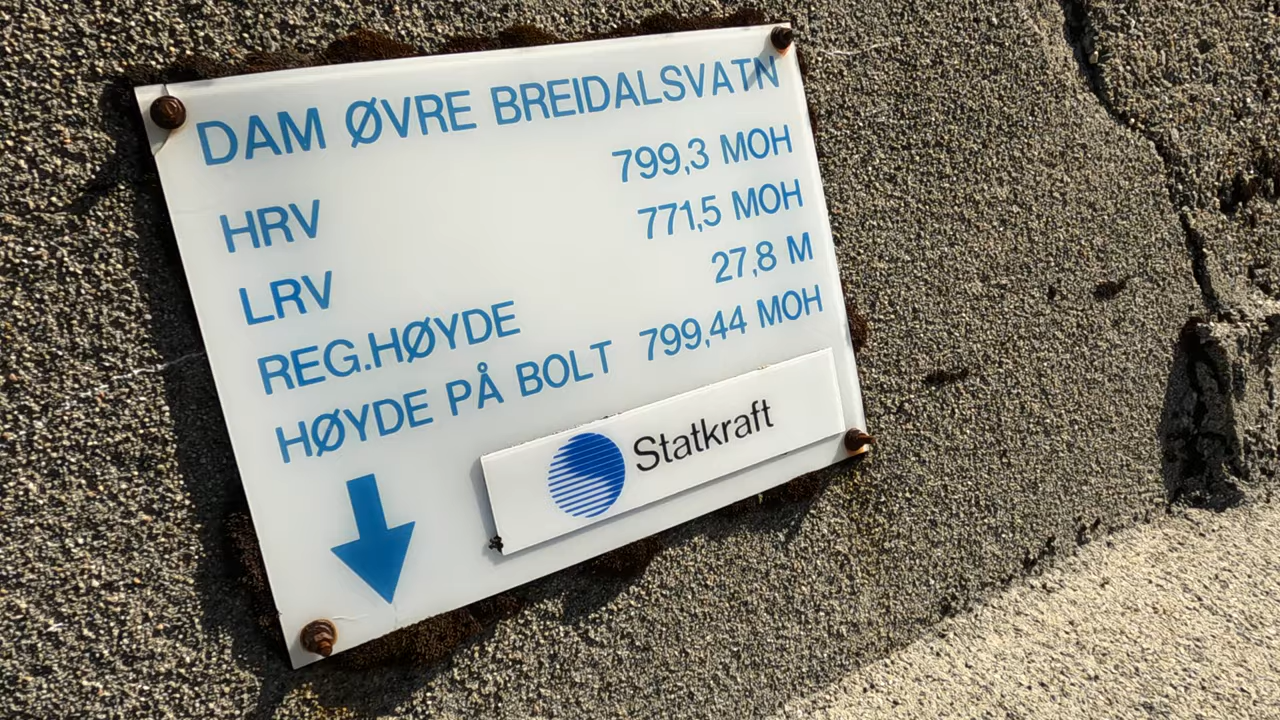 DAM ØVRE BREIDALSVATN
HRV 799,3 MOH
LRV 771,5 MOH
REG.HØYDE 27,8 M
HØYDE PÅ BOLT 799,44 MOH
Statkraft